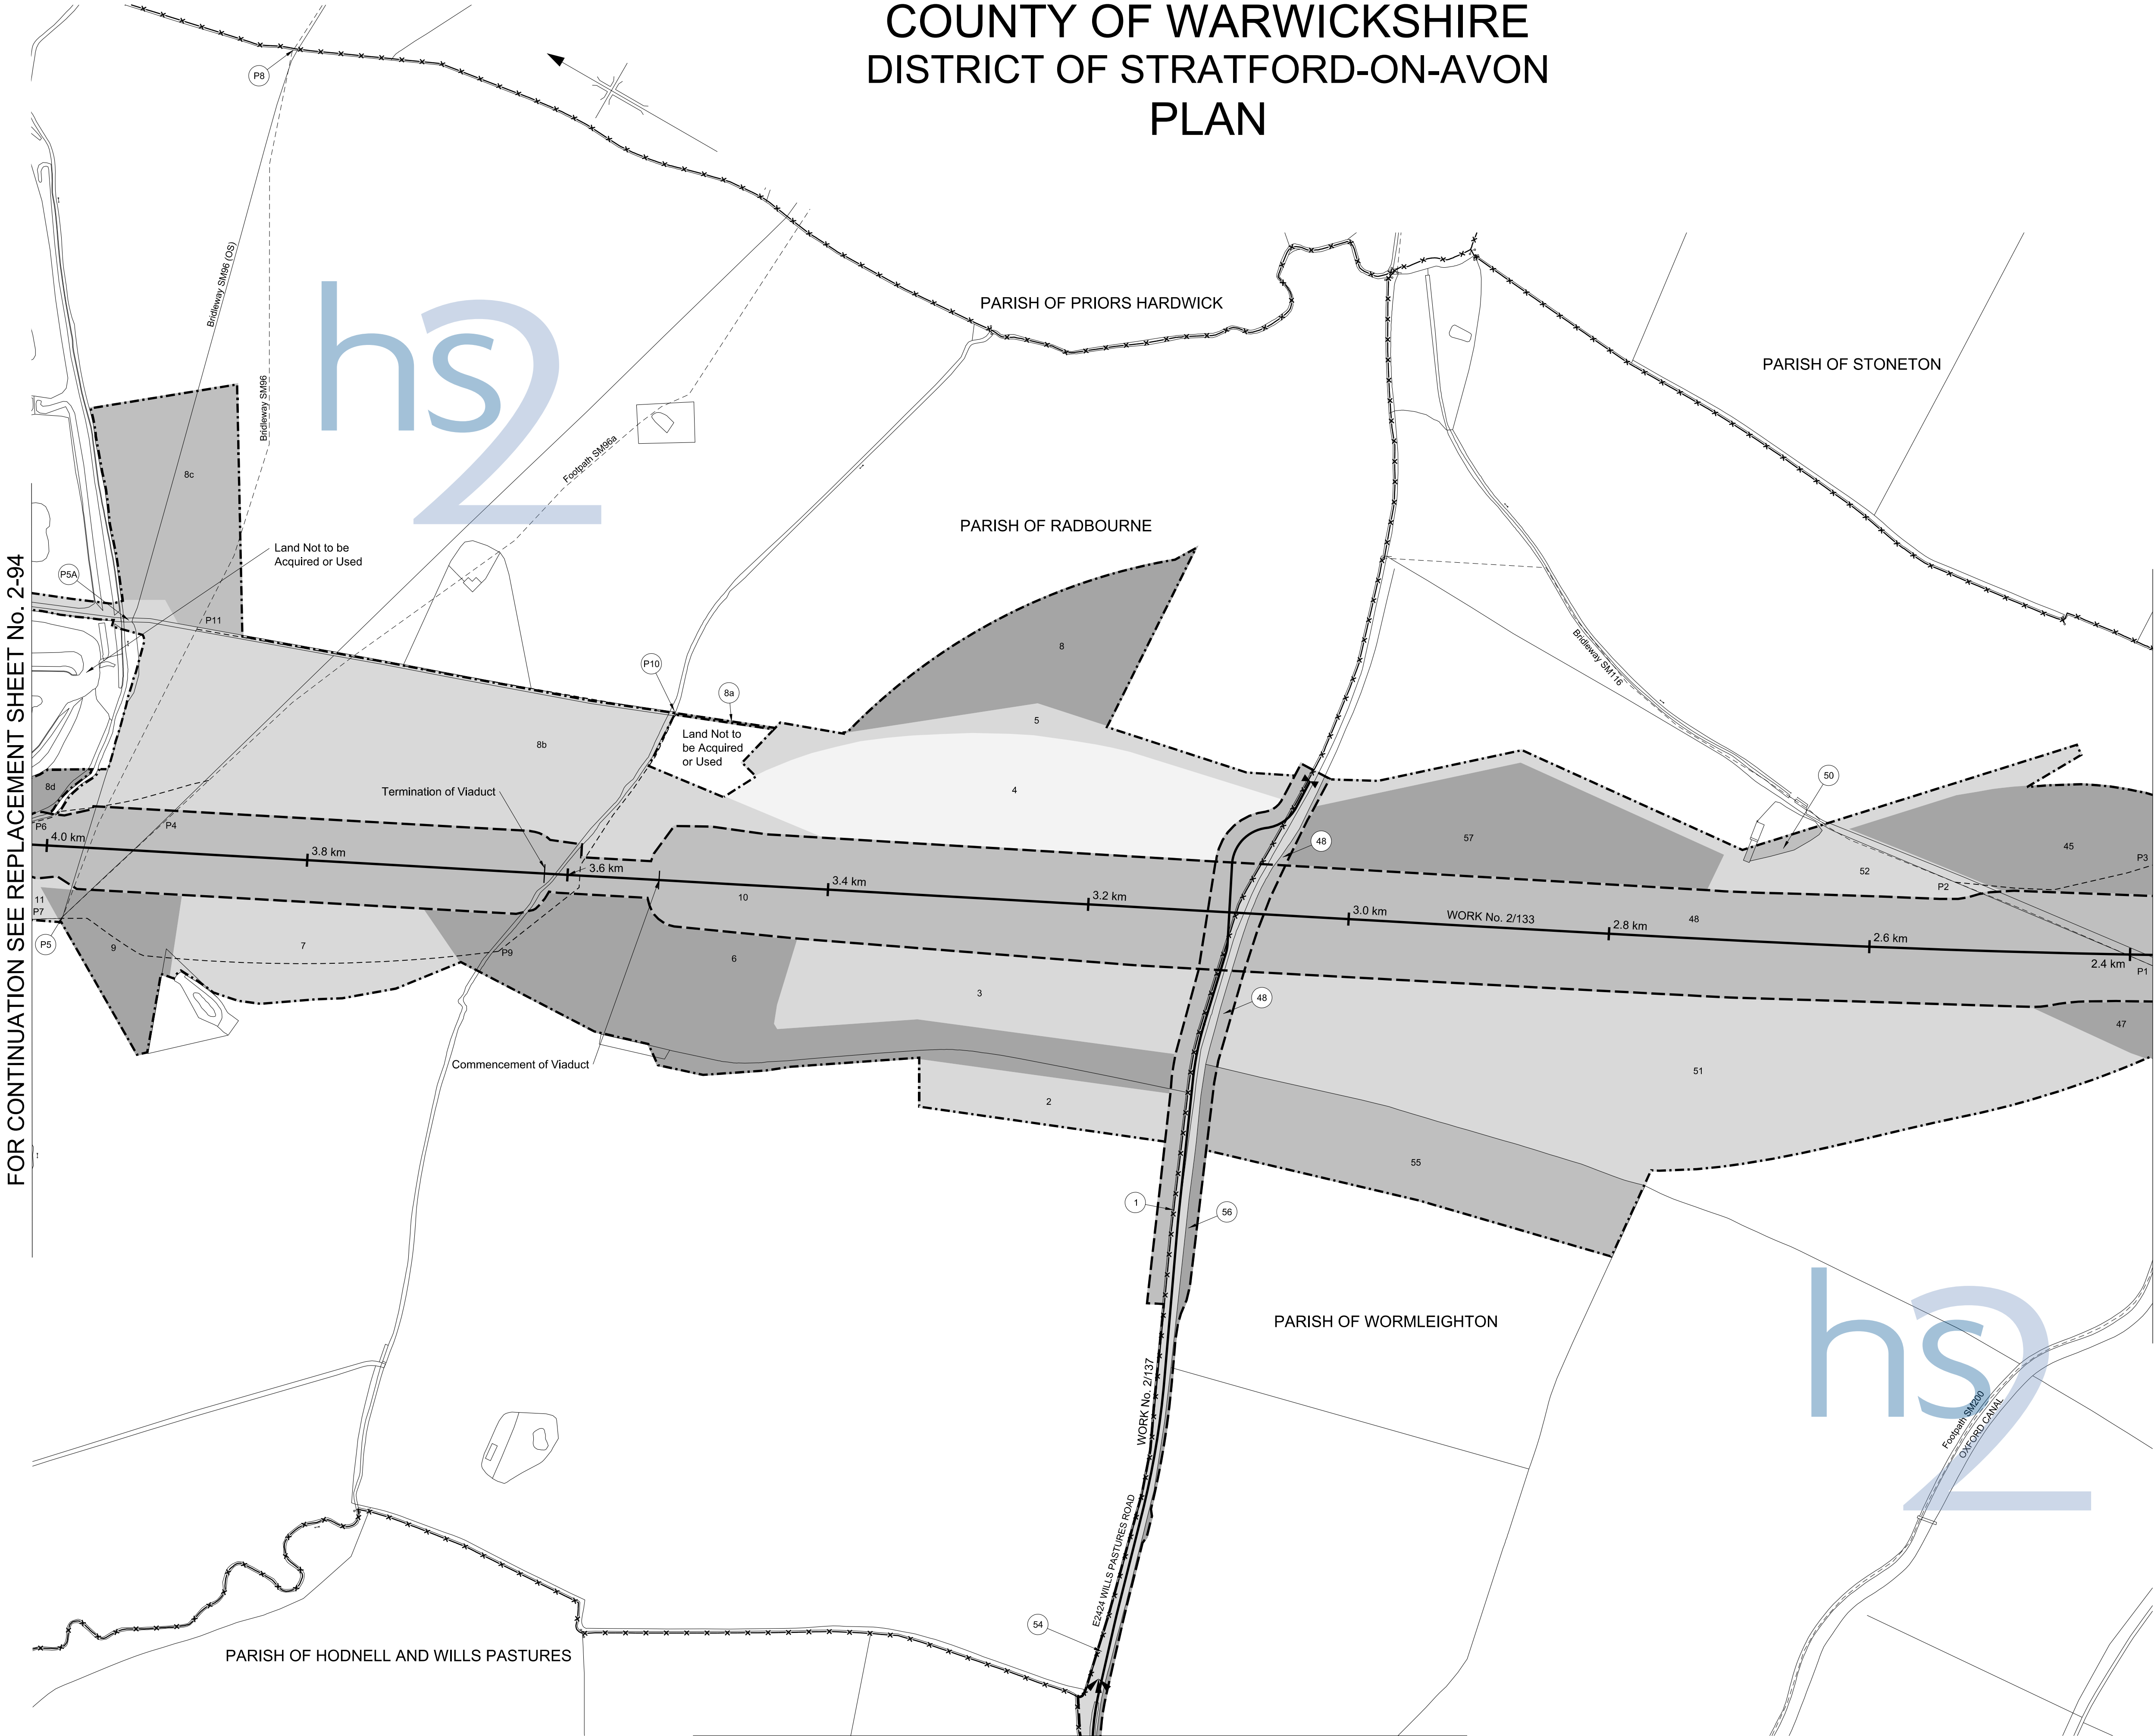 COUNTY OF WARWICKSHIRE
DISTRICT OF STRATFORD-ON-AVON
PLAN
P8
Bridleway SM96 (OS)
Bridleway SM96
hs2
PARISH OF PRIORS HARDWICK
PARISH OF STONETON
Footpath SM96a
8c
PARISH OF RADBOURNE
Land Not to be
Acquired or Used
P5A
P11
FOR CONTINUATION SEE REPLACEMENT SHEET No. 2-94
8
Bridleway SM116
P10
8a
5
Land Not to
be Acquired
or Used
8b
50
8d
Termination of Viaduct
4
P6
P4
4.0 km
3.8 km
48
57
45
P3
3.6 km
52
P2
3.4 km
10
3.2 km
3.0 km
WORK No. 2/133
48
2.8 km
2.6 km
2.4 km
P1
11
P7
P5
9
7
P9
6
3
48
47
Commencement of Viaduct
51
2
55
1
56
PARISH OF WORMLEIGHTON
hs2
WORK No. 2/137
Footpath SM200
OXFORD CANAL
E2424 WILLS PASTURES ROAD
54
PARISH OF HODNELL AND WILLS PASTURES